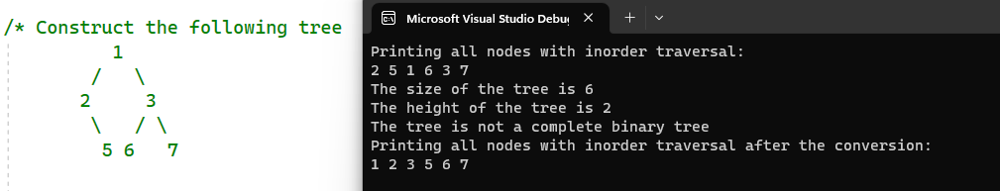 /* Construct the following tree
1
/ \
2 3
\ / \
5 6 7
Microsoft Visual Studio Debu
Printing all nodes with inorder traversal:
2 5 1 6 3 7
The size of the tree is 6
The height of the tree is 2
The tree is not a complete binary tree
Printing all nodes with inorder traversal after the conversion:
1 2 3 5 6 7